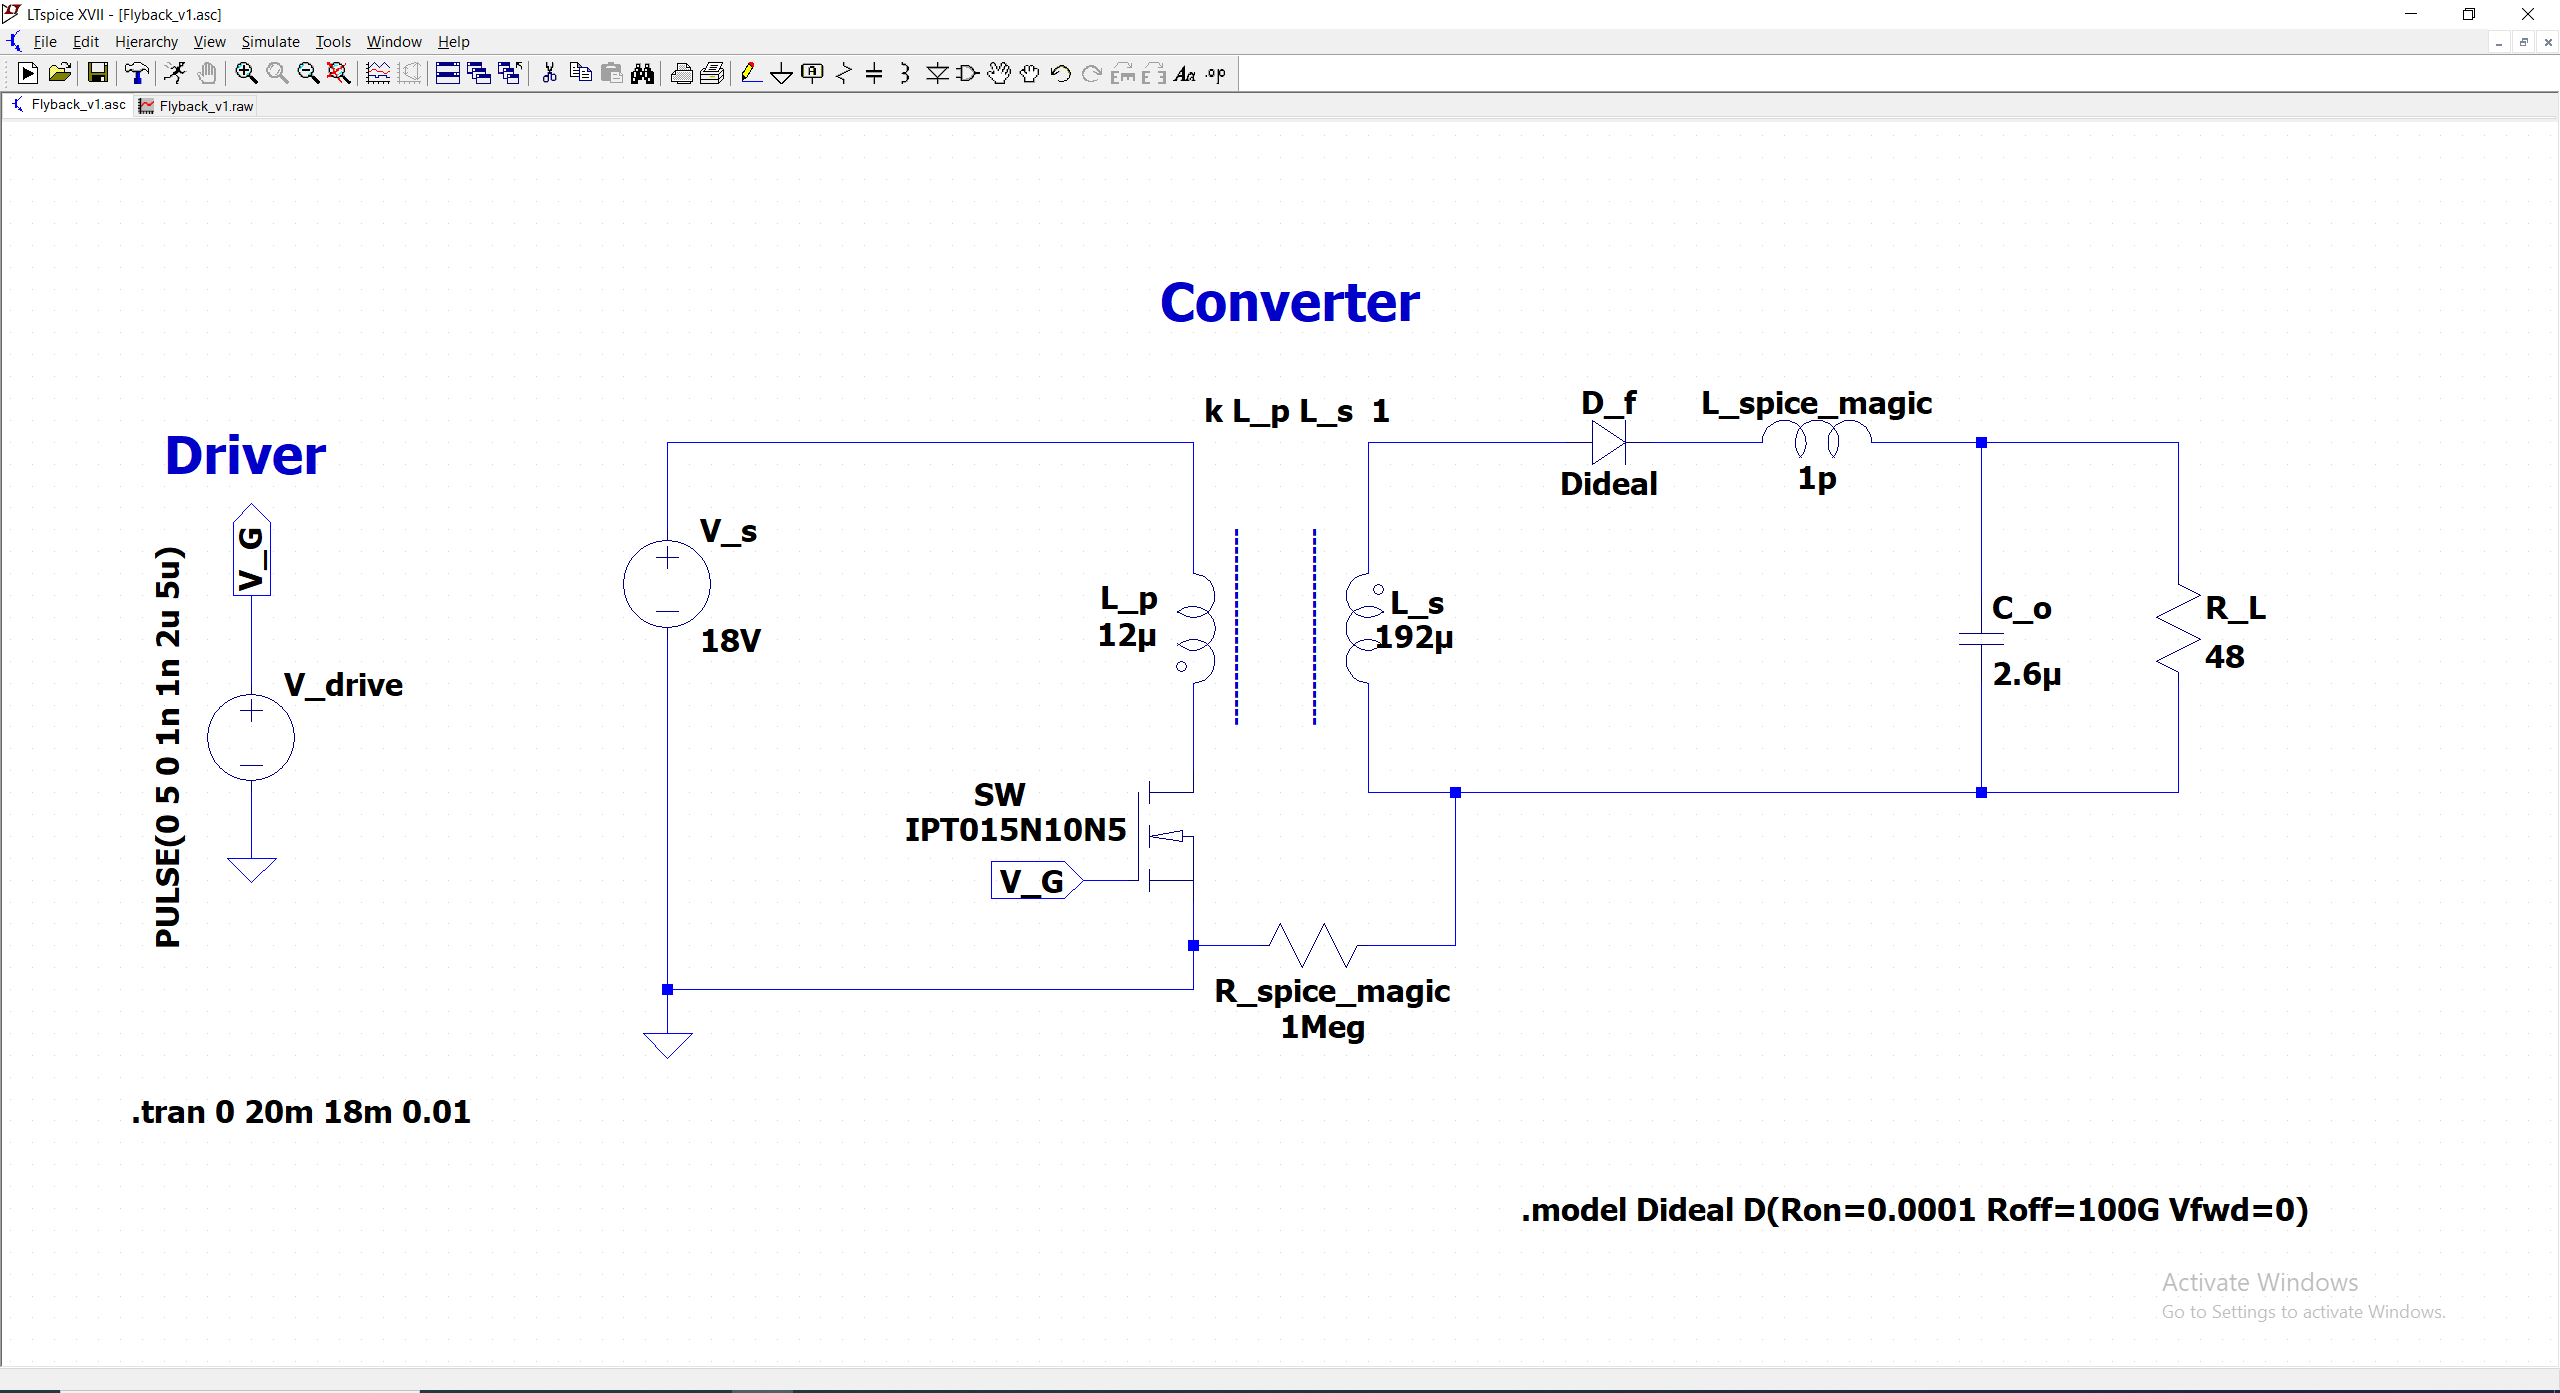 LTspice XVII - [Flyback_v1.asc]
File Edit Hierarchy View Simulate Tools Window Help
.op
Flyback_v1.asc Flyback_v1.raw
Converter
k L_p L_s 1
D_f
L_spice_magic
Dideal
1p
Driver
V_G
PULSE(0 5 0 1n 1n 2u 5u)
V_drive
V_s
18V
L_p
12µ
L_s
192µ
C_o
2.6µ
R_L
48
SW
IPT015N10N5
V_G
R_spice_magic
1Meg
.tran 0 20m 18m 0.01
.model Dideal D(Ron=0.0001 Roff=100G Vfwd=0)
Activate Windows
Go to Settings to activate Windows.